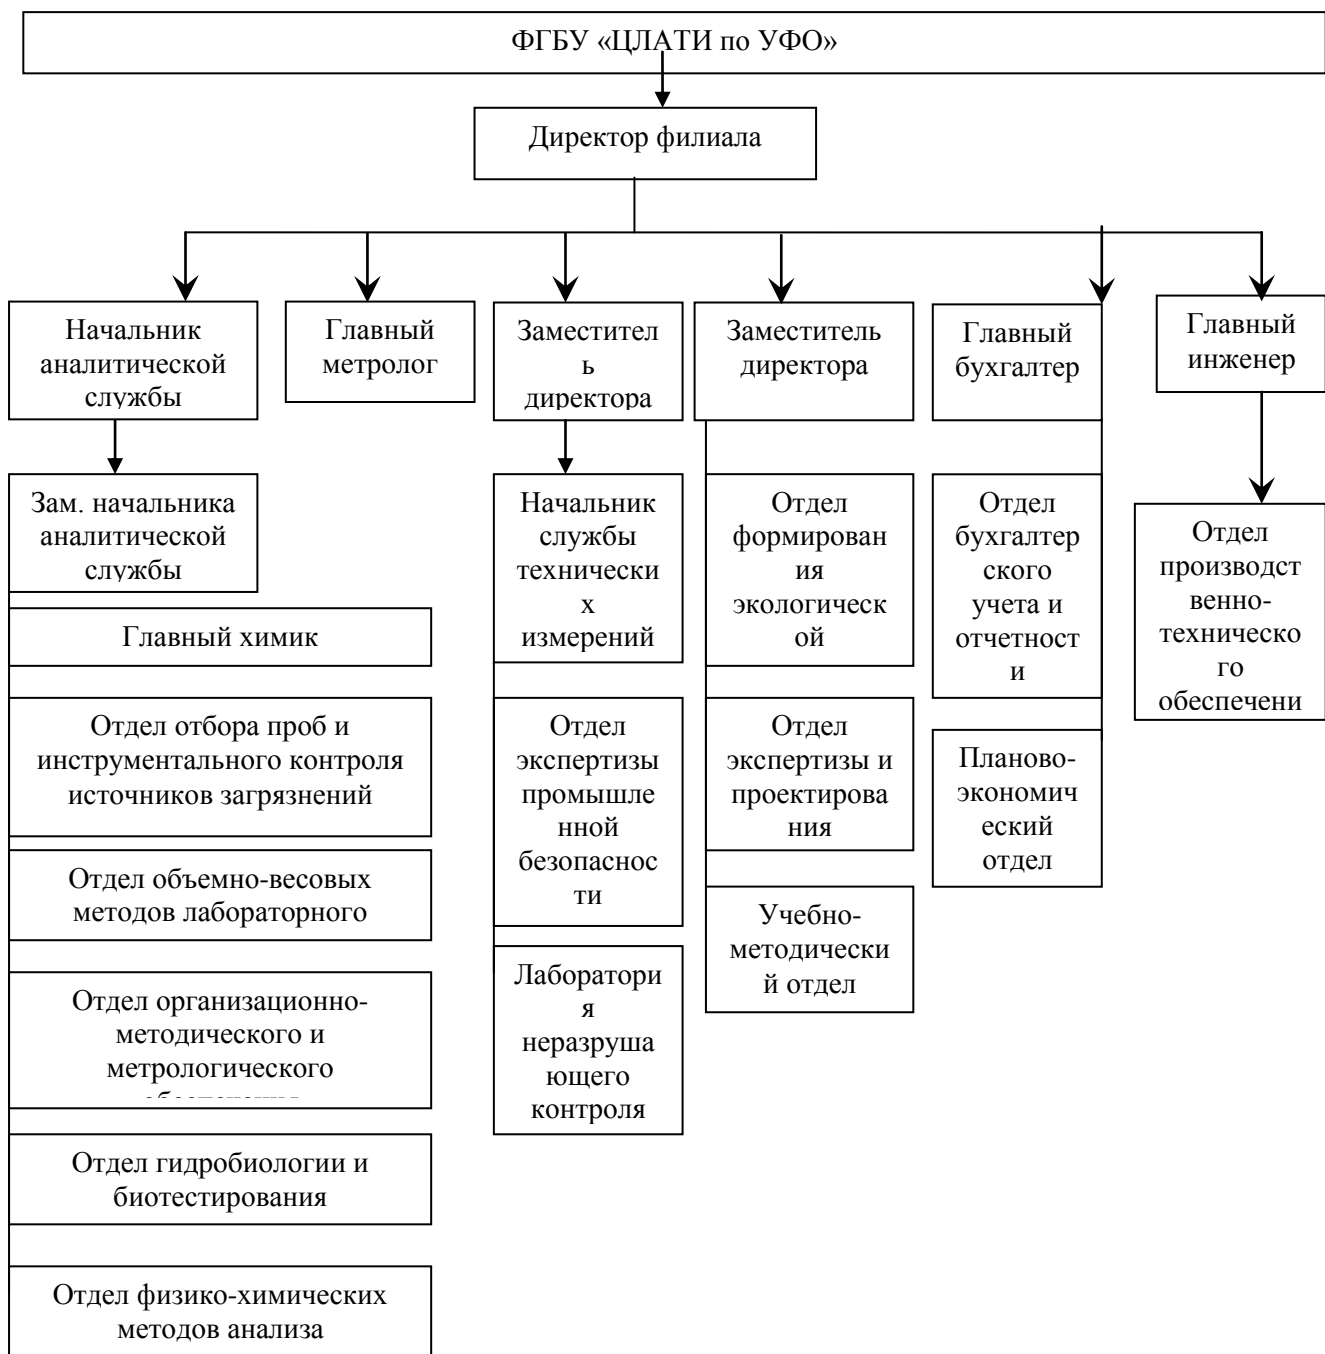 ФГБУ «ЦЛАТИ по УФО»
Директор филиала
Начальник
аналитической
службы
Главный
метролог
Заместител
ь
директора
Заместитель
директора
Главный
бухгалтер
Главный
инженер
Зам. начальника
аналитической
службы
Главный химик
Отдел отбора проб и
инструментального контроля
источников загрязнений
Отдел объемно-весовых
методов лабораторного
Отдел организационно-
методического и
метрологического
Отдел гидробиологии и
биотестирования
Отдел физико-химических
методов анализа
Начальник
службы
технически
х
измерений
Отдел
экспертизы
промышле
нной
безопаснос
ти
Лаборатори
я
неразруша
ющего
контроля
Отдел
формирован
ия
экологическ
ой
Отдел
экспертизы и
проектирова
ния
Учебно-
методически
й отдел
Отдел
бухгалтер
ского
учета и
отчетност
и
Планово-
экономич
еский
отдел
Отдел
производст
венно-
техническо
го
обеспечени